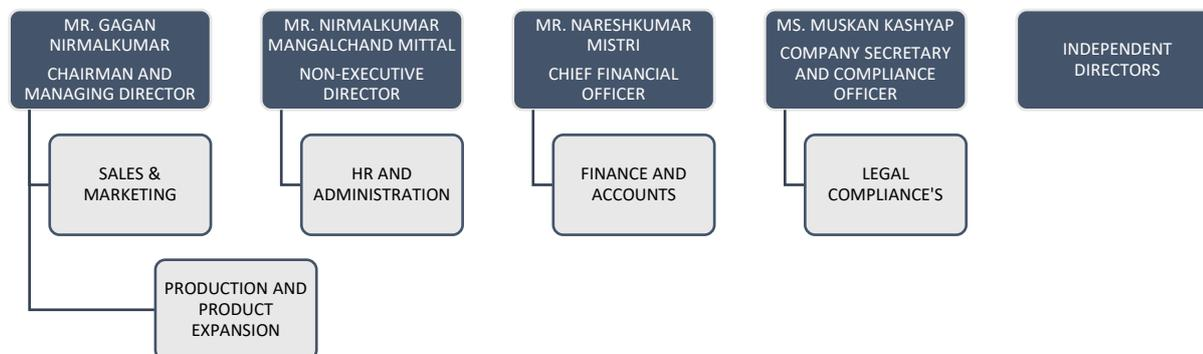 MR. GAGAN
NIRMALKUMAR
CHAIRMAN AND
MANAGING DIRECTOR
SALES &
MARKETING
PRODUCTION AND
PRODUCT
EXPANSION
MR. NIRMALKUMAR
MANGALCHAND MITTAL
NON-EXECUTIVE
DIRECTOR
HR AND
ADMINISTRATION
MR. NARESHKUMAR
MISTRI
CHIEF FINANCIAL
OFFICER
FINANCE AND
ACCOUNTS
MS. MUSKAN KASHYAP
COMPANY SECRETARY
AND COMPLIANCE
OFFICER
LEGAL
COMPLIANCE'S
INDEPENDENT
DIRECTORS